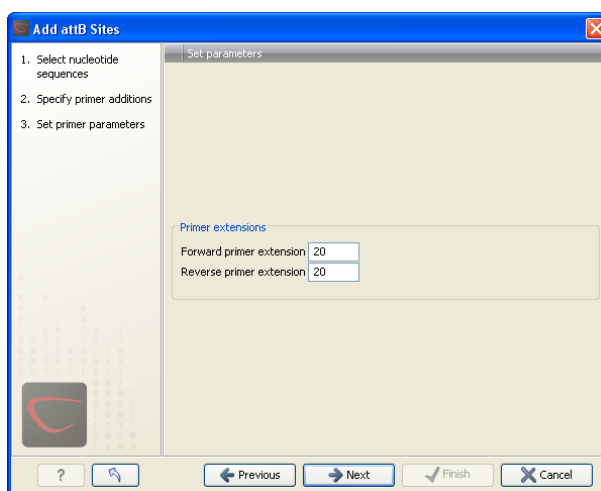 Add attB Sites
1. Select nucleotide
sequences
2. Specify primer additions
3. Set primer parameters
Set parameters
Primer extensions
Forward primer extension 20
Reverse primer extension 20
? Previous Next Finish Cancel